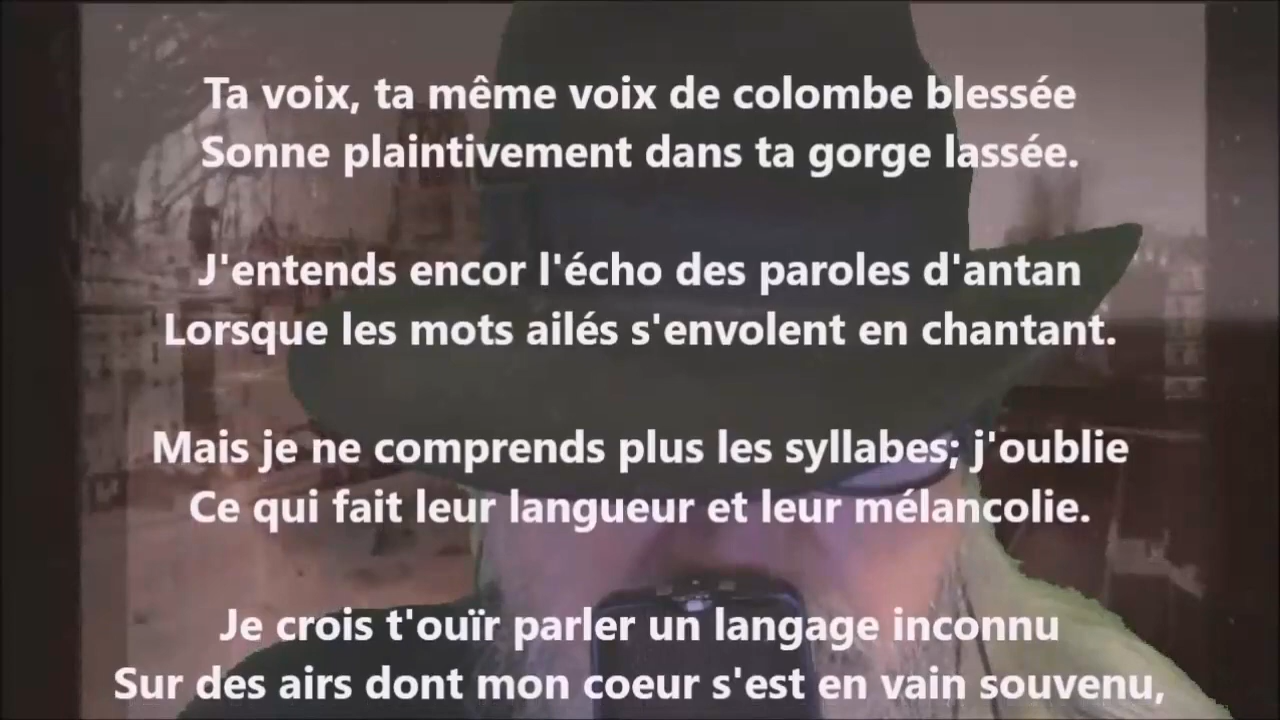 Ta voix, ta même voix de colombe blessée
Sonne plaintivement dans ta gorge lassée.
J'entends encor l'écho des paroles d'antan
Lorsque les mots ailés s'envolent en chantant.
Mais je ne comprends plus les syllabes; j'oublie
Ce qui fait leur langueur et leur mélancolie.
Je crois t'ouïr parler un langage inconnu
Sur des airs dont mon coeur s'est en vain souvenu,